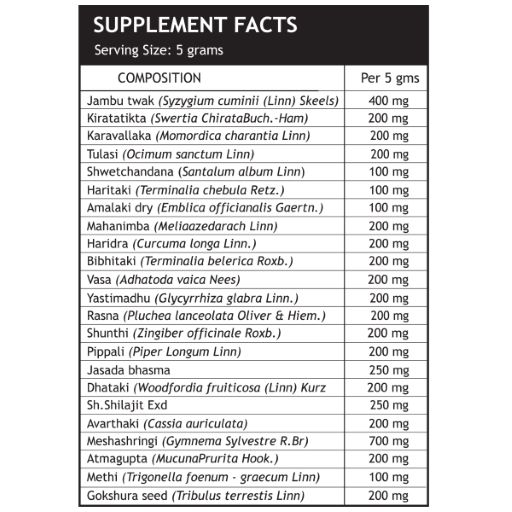 SUPPLEMENT FACTS
Serving Size: 5 grams
COMPOSITION Per 5 gms
Jambu twak (Syzygium cuminii (Linn) Skeels) 400 mg
Kiratatikta (Swertia ChirataBuch.-Ham) 200 mg
Karavallaka (Momordica charantia Linn) 200 mg
Tulasi (Ocimum sanctum Linn) 200 mg
Shwetchandana (Santalum album Linn) 100 mg
Haritaki (Terminalia chebula Retz.) 100 mg
Amalaki dry (Emblica officianalis Gaertn.) 100 mg
Mahanimba (Meliaazedarach Linn) 200 mg
Haridra (Curcuma longa Linn.) 200 mg
Bibhitaki (Terminalia belerica Roxb.) 200 mg
Vasa (Adhatoda vaica Nees) 200 mg
Yastimadhu (Glycyrrhiza glabra Linn.) 200 mg
Rasna (Pluchea lanceolata Oliver & Hiem.) 200 mg
Shunthi (Zingiber officinale Roxb.) 200 mg
Pippali (Piper Longum Linn) 200 mg
Jasada bhasma 250 mg
Dhataki (Woodfordia fruiticosa (Linn) Kurz 200 mg
Sh.Shilajit Exd 250 mg
Avarthaki (Cassia auriculata) 200 mg
Meshashringi (Gymnema Sylvestre R.Br) 700 mg
Atmagupta (MucunaPrurita Hook.) 200 mg
Methi (Trigonella foenum - graecum Linn) 100 mg
Gokshura seed (Tribulus terrestis Linn) 200 mg